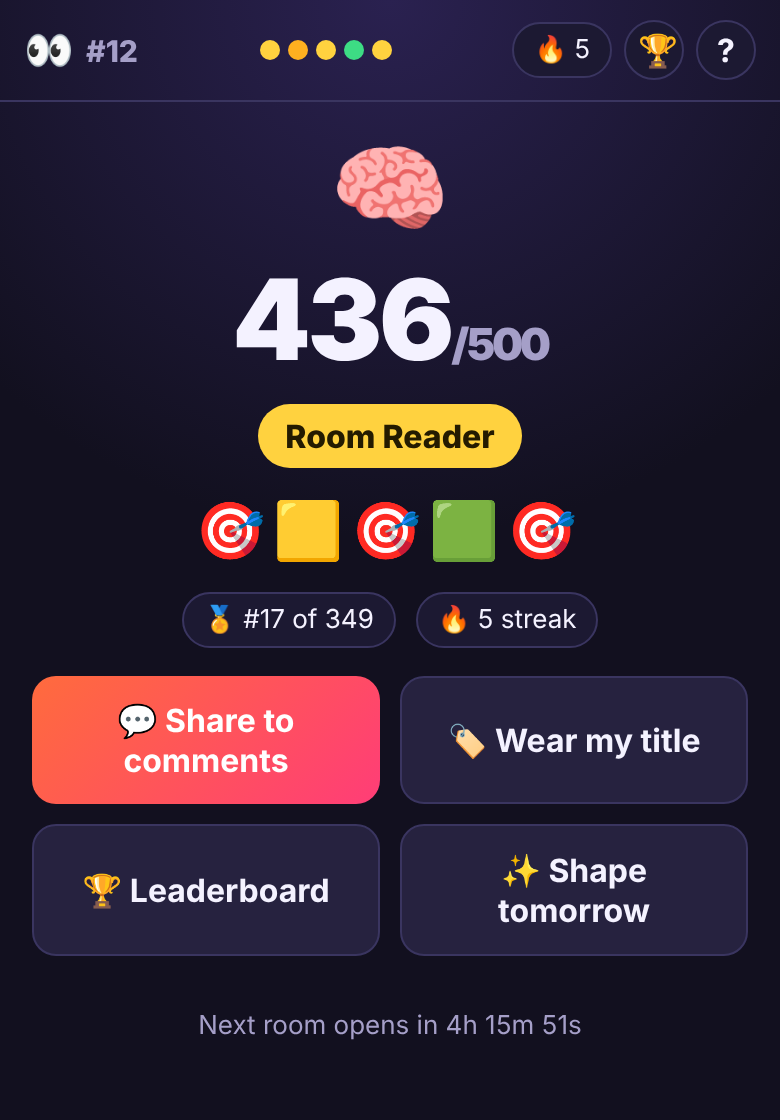 #12
5
?
436/500
Room Reader
#17 of 349
5 streak
Share to
comments
Wear my title
Leaderboard
Shape
tomorrow
Next room opens in 4h 15m 51s